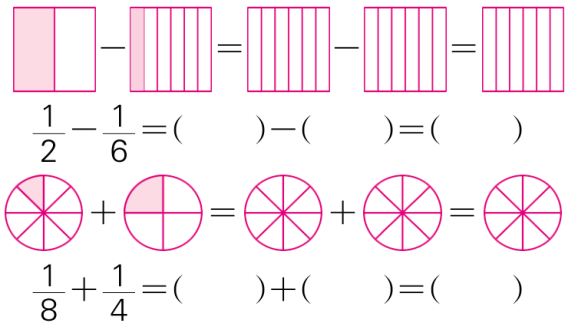 − = − =
1/2 − 1/6 = (  ) − (  ) = (  )
+ = + =
1/8 + 1/4 = (  ) + (  ) = (  )